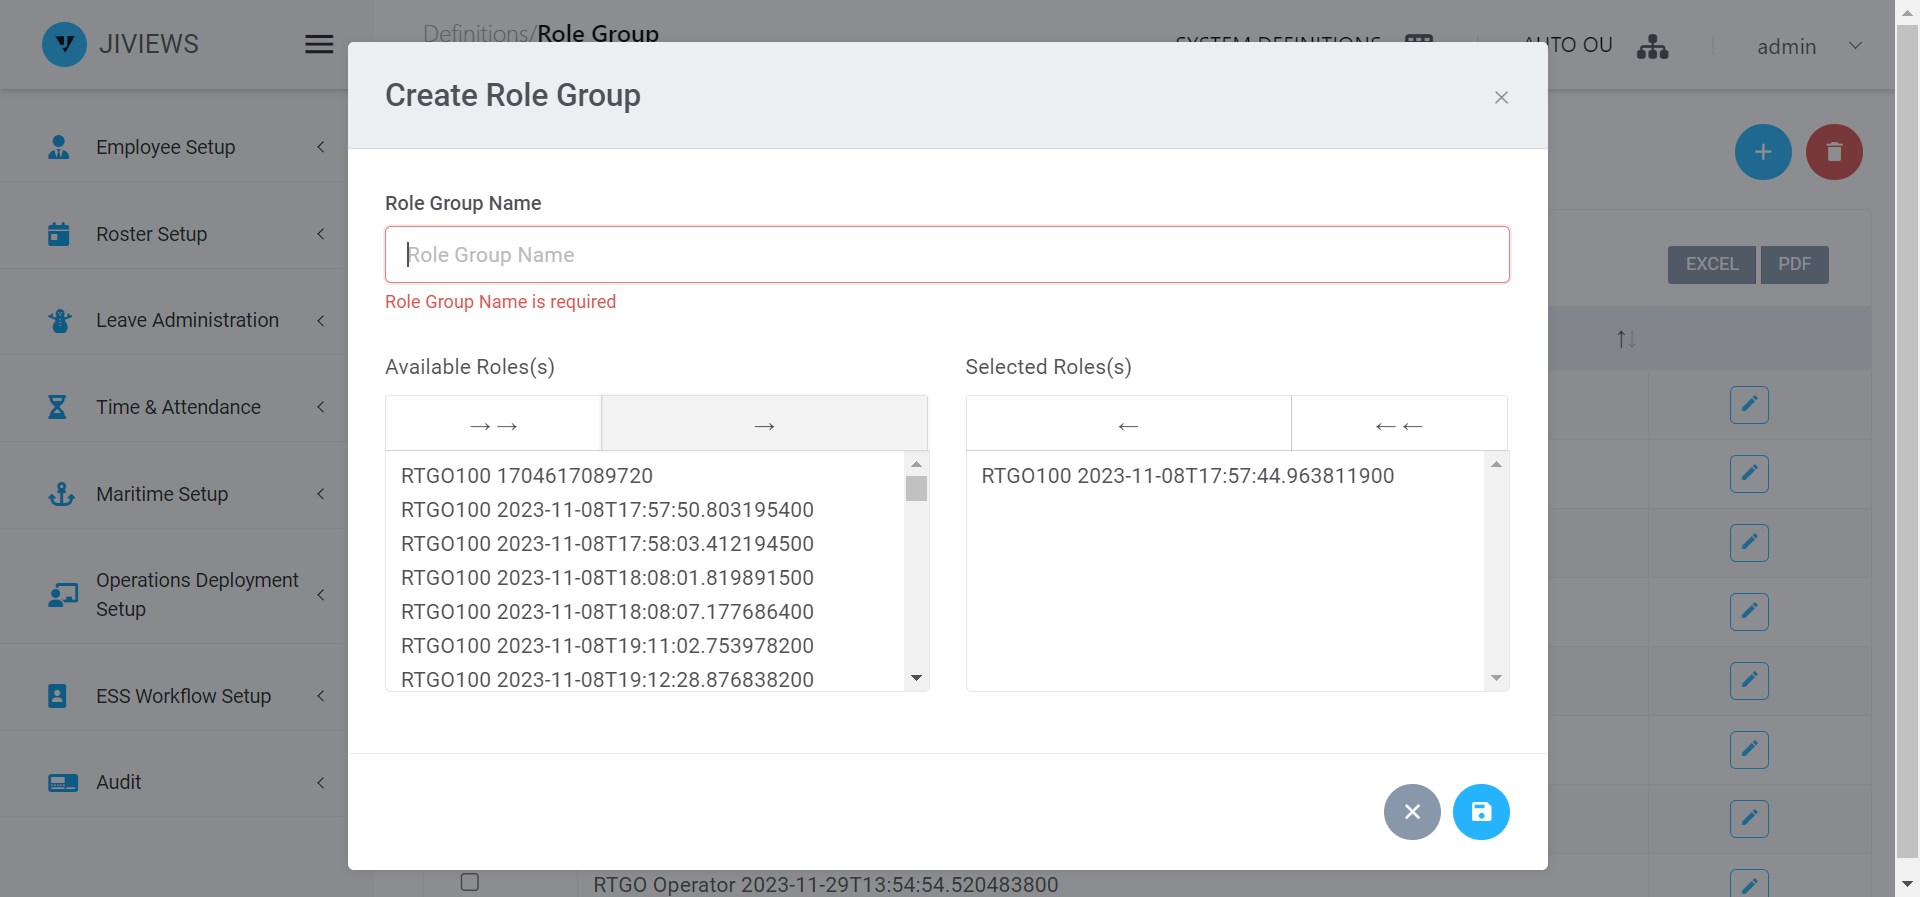 JIVIEWS
Definitions/Role Group
SYSTEM DEFINITIONS
AUTO OU
admin
Employee Setup
Roster Setup
Leave Administration
Time & Attendance
Maritime Setup
Operations Deployment
Setup
ESS Workflow Setup
Audit
Create Role Group
Role Group Name
Role Group Name
Role Group Name is required
Available Roles(s)
→→
→
RTGO100 1704617089720
RTGO100 2023-11-08T17:57:50.803195400
RTGO100 2023-11-08T17:58:03.412194500
RTGO100 2023-11-08T18:08:01.819891500
RTGO100 2023-11-08T18:08:07.177686400
RTGO100 2023-11-08T19:11:02.753978200
RTGO100 2023-11-08T19:12:28.876838200
Selected Roles(s)
←
←←
RTGO100 2023-11-08T17:57:44.963811900
EXCEL
PDF
RTGO Operator 2023-11-29T13:54:54.520483800